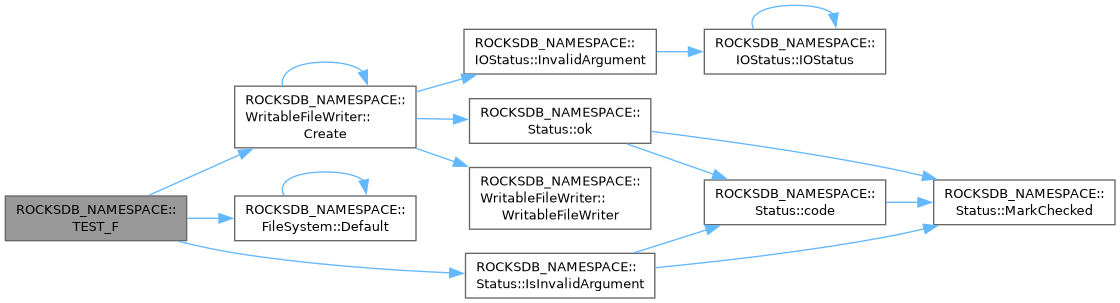 ROCKSDB_NAMESPACE::
TEST_F
ROCKSDB_NAMESPACE::
WritableFileWriter::
Create
ROCKSDB_NAMESPACE::
FileSystem::Default
ROCKSDB_NAMESPACE::
IOStatus::InvalidArgument
ROCKSDB_NAMESPACE::
Status::ok
ROCKSDB_NAMESPACE::
WritableFileWriter::
WritableFileWriter
ROCKSDB_NAMESPACE::
Status::IsInvalidArgument
ROCKSDB_NAMESPACE::
IOStatus::IOStatus
ROCKSDB_NAMESPACE::
Status::code
ROCKSDB_NAMESPACE::
Status::MarkChecked